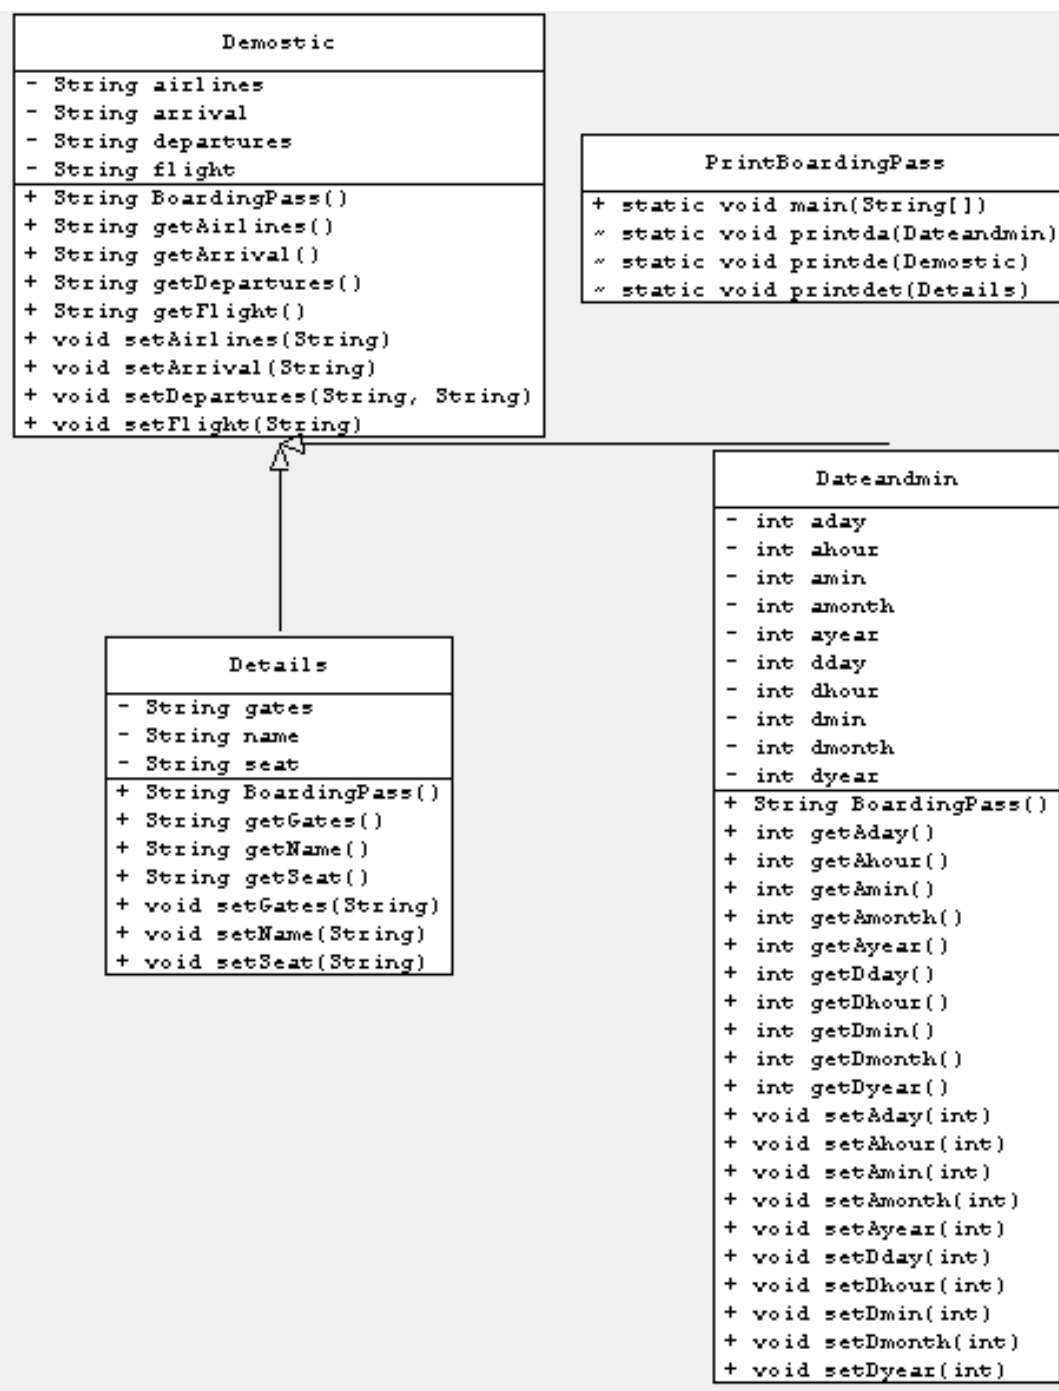 Demostic
- String airlines
- String arrival
- String departures
- String flight
+ String BoardingPass()
+ String getAirlines()
+ String getArrival()
+ String getDepartures()
+ String getFlight()
+ void setAirlines(String)
+ void setArrival(String)
+ void setDepartures(String, String)
+ void setFlight(String)
PrintBoardingPass
+ static void main(String[])
~ static void printda(Dateandmin)
~ static void printde(Demostic)
~ static void printdet(Details)
Details
- String gates
- String name
- String seat
+ String BoardingPass()
+ String getGates()
+ String getName()
+ String getSeat()
+ void setGates(String)
+ void setName(String)
+ void setSeat(String)
Dateandmin
- int aday
- int ahour
- int amin
- int amonth
- int ayear
- int dday
- int dhour
- int dmin
- int dmonth
- int dyear
+ String BoardingPass()
+ int getAday()
+ int getAhour()
+ int getAmin()
+ int getAmonth()
+ int getAyear()
+ int getDday()
+ int getDhour()
+ int getDmin()
+ int getDmonth()
+ int getDyear()
+ void setAday(int)
+ void setAhour(int)
+ void setAmin(int)
+ void setAmonth(int)
+ void setAyear(int)
+ void setDday(int)
+ void setDhour(int)
+ void setDmin(int)
+ void setDmonth(int)
+ void setDyear(int)